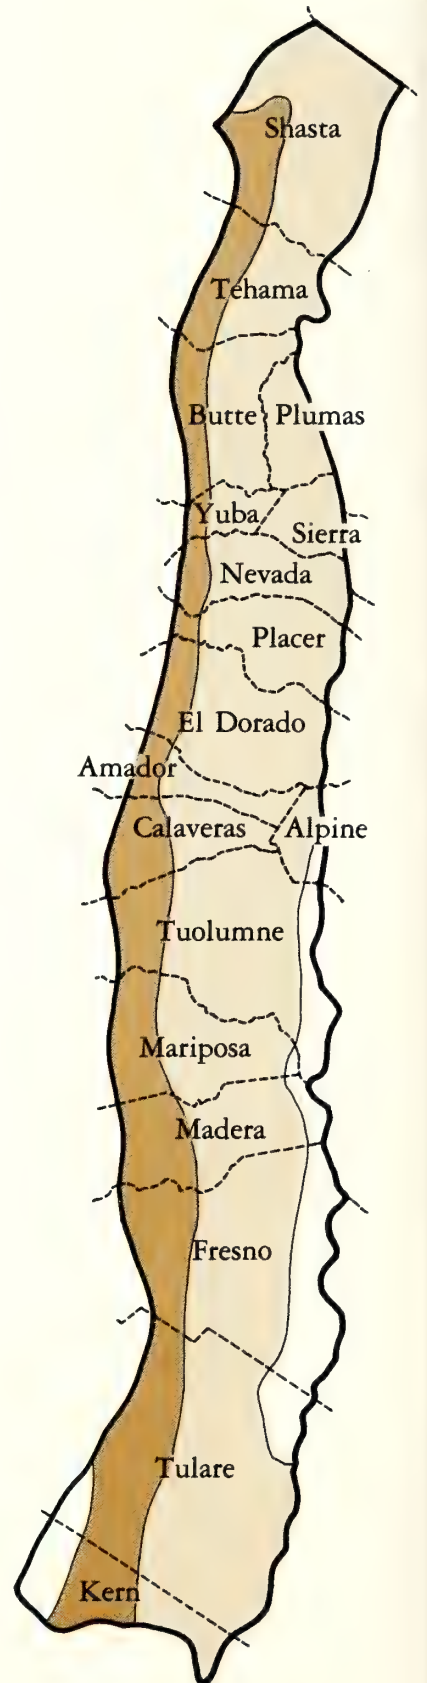 Shasta
Tehama
Butte Plumas
Yuba
Sierra
Nevada
Placer
El Dorado
Amador
Calaveras Alpine
Tuolumne
Mariposa
Madera
Fresno
Tulare
Kern